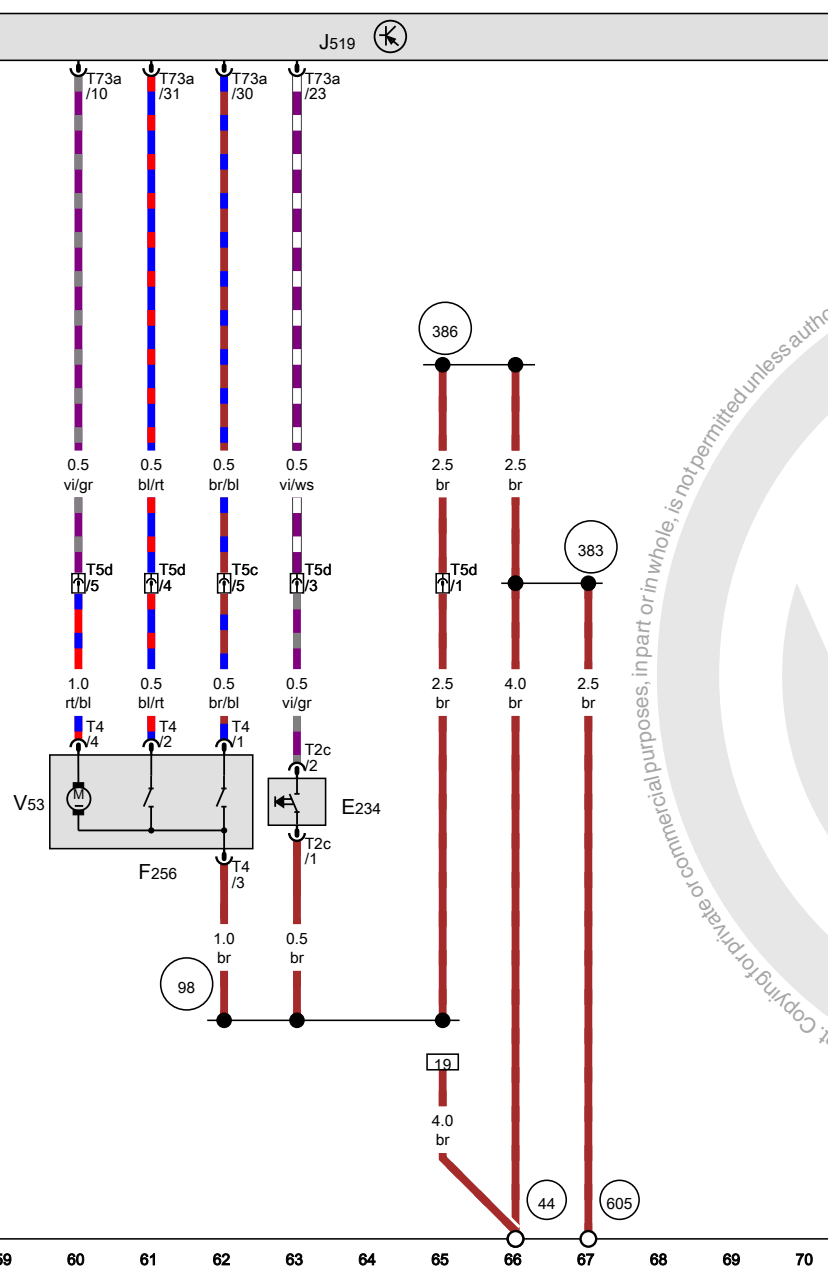 J519
T73a
/10
T73a
/31
T73a
/30
T73a
/23
386
0.5
vi/gr
0.5
bl/rt
0.5
br/bl
0.5
vi/ws
2.5
br
2.5
br
383
T5d
/5
T5d
/4
T5c
/5
T5d
/3
T5d
/1
1.0
rt/bl
0.5
bl/rt
0.5
br/bl
0.5
vi/gr
2.5
br
4.0
br
2.5
br
T4
/4
T4
/2
T4
/1
T2c
/2
M
V53
E234
F256
T4
/3
T2c
/1
1.0
br
0.5
br
98
19
4.0
br
44
605
59 60 61 62 63 64 65 66 67 68 69 70
t. Copying for private or commercial purposes, in part or in whole, is not permitted unless autho